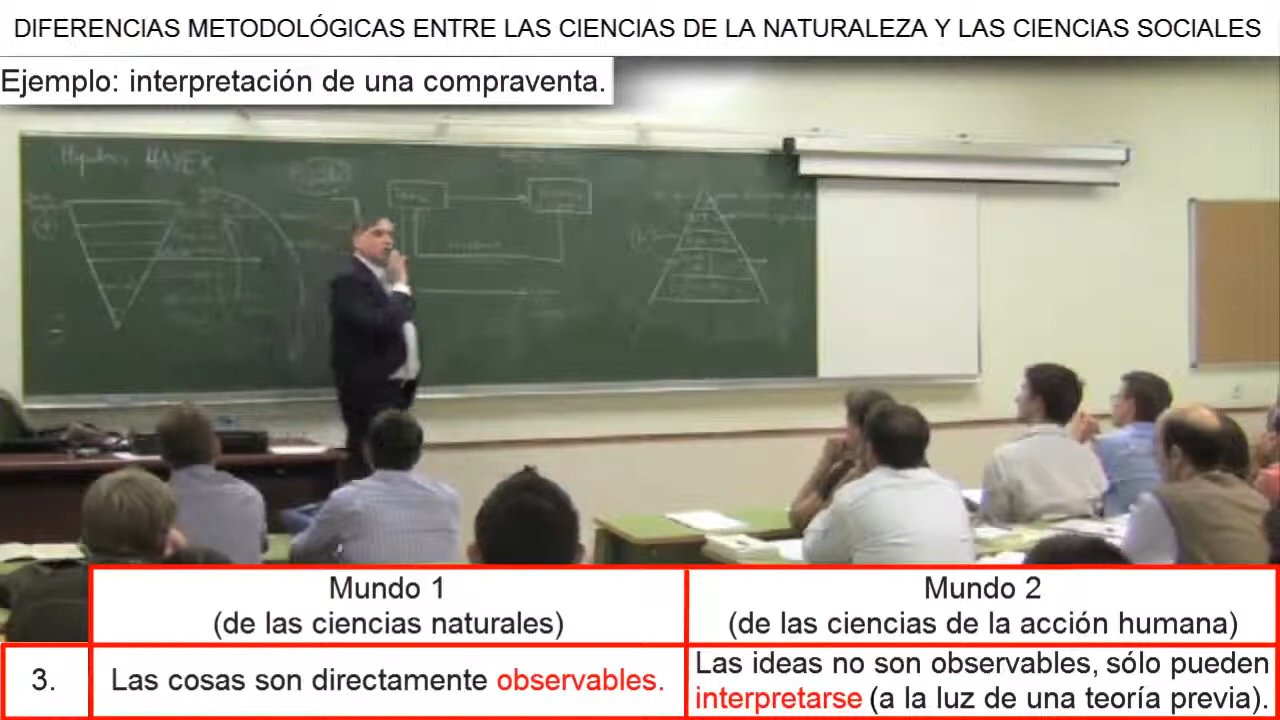 DIFERENCIAS METODOLÓGICAS ENTRE LAS CIENCIAS DE LA NATURALEZA Y LAS CIENCIAS SOCIALES
Ejemplo: interpretación de una compraventa.
HAYEK
Mundo 1
(de las ciencias naturales)
Mundo 2
(de las ciencias de la acción humana)
3.
Las cosas son directamente observables.
Las ideas no son observables, sólo pueden
interpretarse (a la luz de una teoría previa).